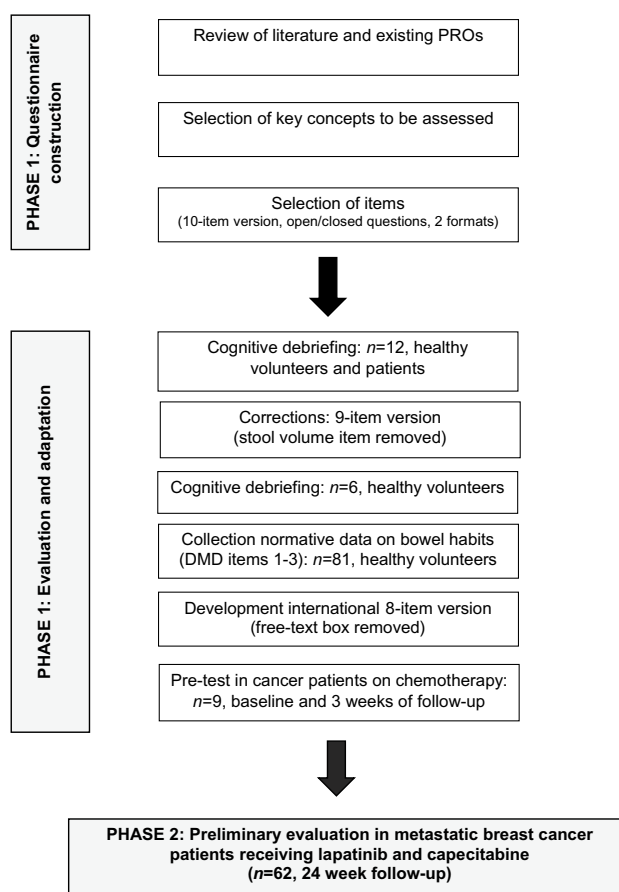 PHASE 1: Questionnaire
construction
Review of literature and existing PROs
Selection of key concepts to be assessed
Selection of items
(10-item version, open/closed questions, 2 formats)
PHASE 1: Evaluation and adaptation
Cognitive debriefing: n=12, healthy
volunteers and patients
Corrections: 9-item version
(stool volume item removed)
Cognitive debriefing: n=6, healthy volunteers
Collection normative data on bowel habits
(DMD items 1-3): n=81, healthy volunteers
Development international 8-item version
(free-text box removed)
Pre-test in cancer patients on chemotherapy:
n=9, baseline and 3 weeks of follow-up
PHASE 2: Preliminary evaluation in metastatic breast cancer
patients receiving lapatinib and capecitabine
(n=62, 24 week follow-up)